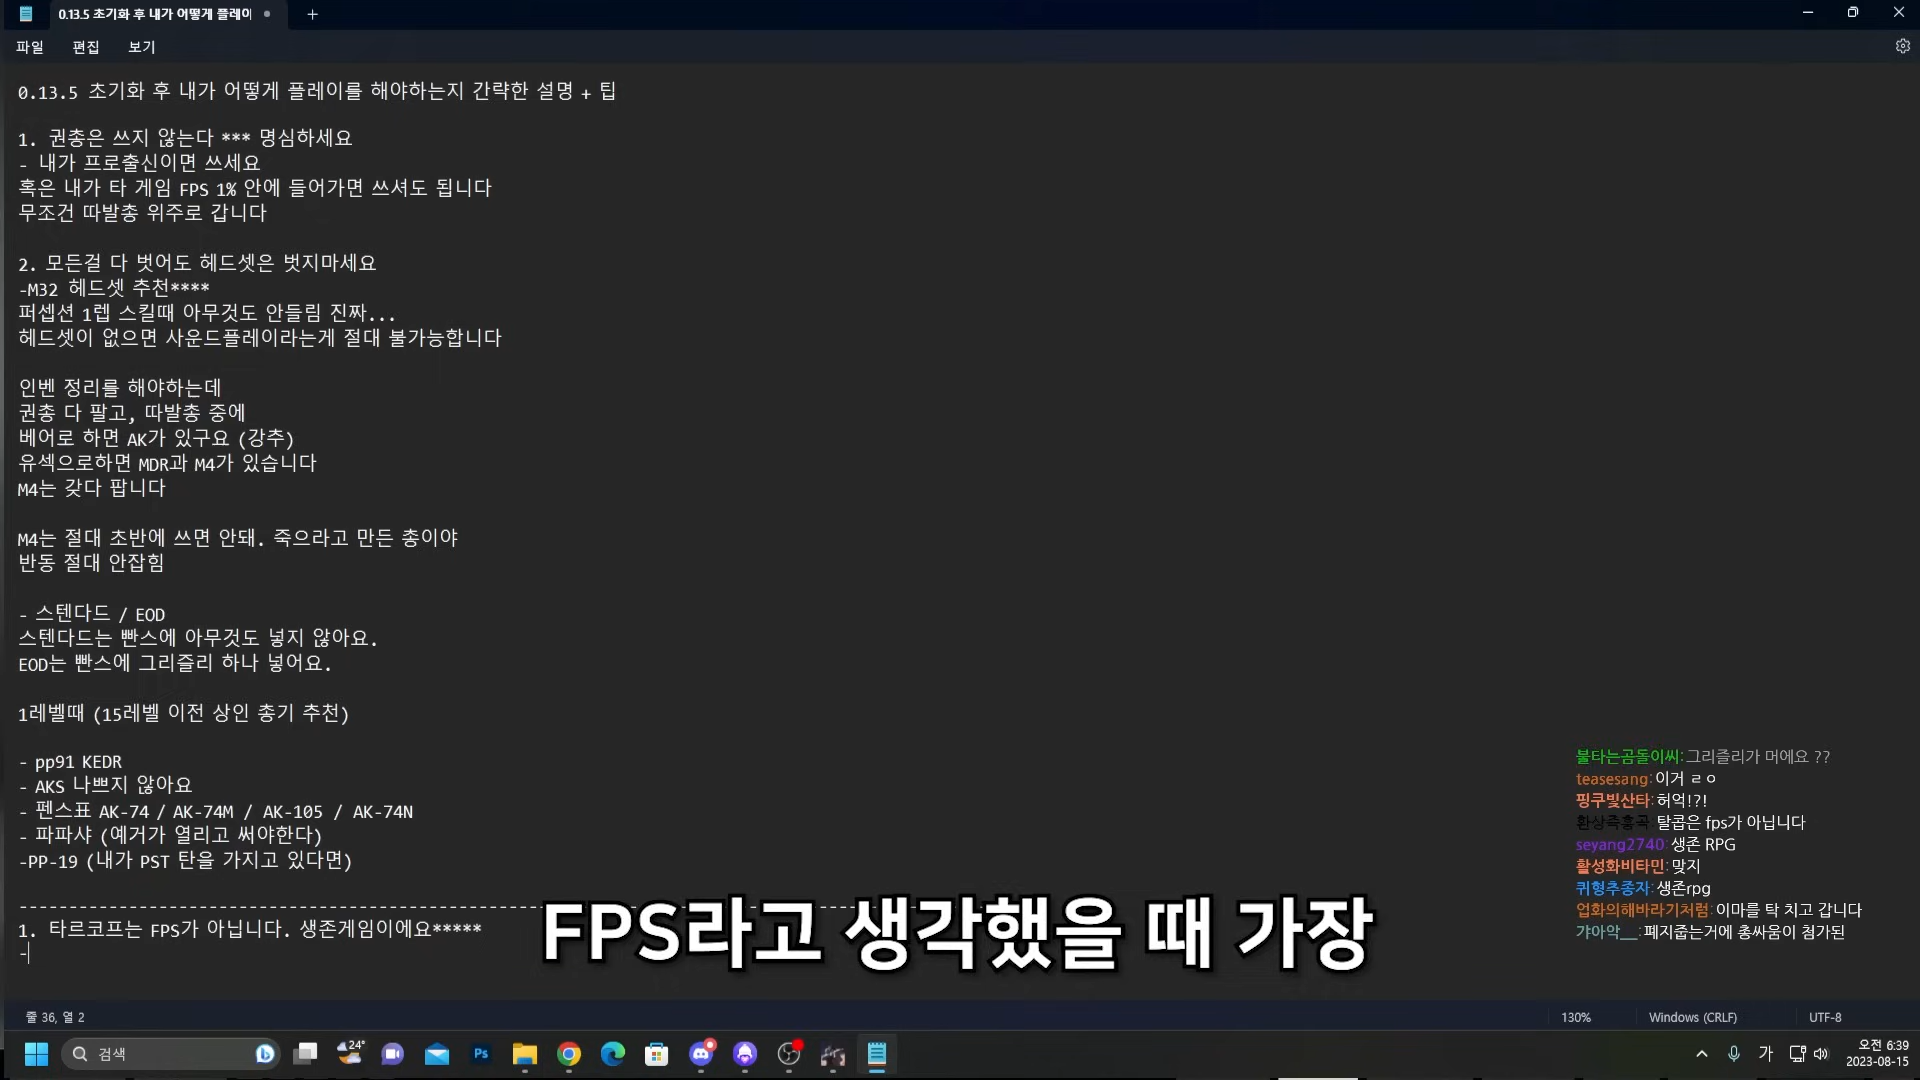 0.13.5 초기화 후 내가 어떻게 플레이
파일 편집 보기
0.13.5 초기화 후 내가 어떻게 플레이를 해야하는지 간략한 설명 + 팁
1. 권총은 쓰지 않는다 *** 명심하세요
- 내가 프로출신이면 쓰세요
혹은 내가 타 게임 FPS 1% 안에 들어가면 쓰셔도 됩니다
무조건 따발총 위주로 갑니다
2. 모든걸 다 벗어도 헤드셋은 벗지마세요
-M32 헤드셋 추천****
퍼셉션 1렙 스킬때 아무것도 안들림 진짜...
헤드셋이 없으면 사운드플레이라는게 절대 불가능합니다
인벤 정리를 해야하는데
권총 다 팔고, 따발총 중에
베어로 하면 AK가 있구요 (강추)
유섹으로하면 MDR과 M4가 있습니다
M4는 갖다 팝니다
M4는 절대 초반에 쓰면 안돼. 죽으라고 만든 총이야
반동 절대 안잡힘
- 스텐다드 / EOD
스텐다드는 빤스에 아무것도 넣지 않아요.
EOD는 빤스에 그리즐리 하나 넣어요.
1레벨때 (15레벨 이전 상인 총기 추천)
- pp91 KEDR
- AKS 나쁘지 않아요
- 펜스표 AK-74 / AK-74M / AK-105 / AK-74N
- 파파샤 (예거가 열리고 써야한다)
-PP-19 (내가 PST 탄을 가지고 있다면)
1. 타르코프는 FPS가 아닙니다. 생존게임이에요*****
-
불타는곰돌이씨: 그리즐리가 머에요 ??
teasesang: 이거 ㄹㅇ
핑쿠빛산타: 허억!?!
환상즉흥곡: 탈콥은 fps가 아닙니다
seyang2740: 생존 RPG
활성화비타민: 맞지
퀴형추종자: 생존rpg
업화의해바라기처럼: 이마를 탁 치고 갑니다
갸아악__: 폐지줍는거에 총싸움이 첨가된
FPS라고 생각했을 때 가장
줄 36, 열 2
130%
Windows (CRLF)
UTF-8
검색
24°
Ps
가
오전 6:39
2023-08-15